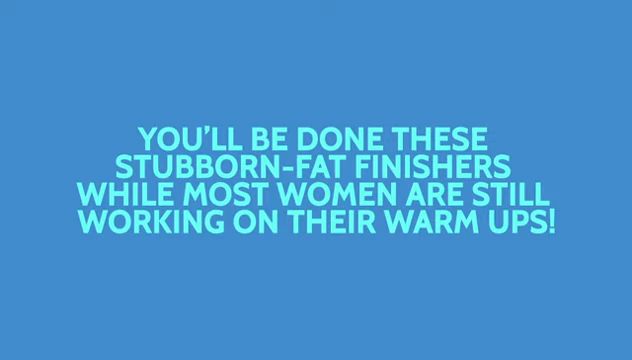 YOU'LL BE DONE THESE
STUBBORN-FAT FINISHERS
WHILE MOST WOMEN ARE STILL
WORKING ON THEIR WARM UPS!